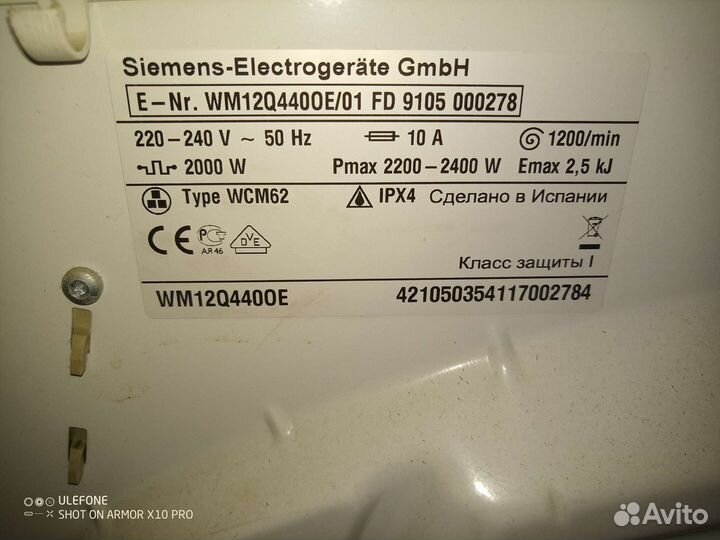 Siemens-Electrogeräte GmbH
E-Nr. WM12Q440OE/01 FD 9105 000278
220-240 V ~ 50 Hz 10 A 1200/min
2000 W Pmax 2200-2400 W Emax 2,5 kJ
Type WCM62 IPX4 Сделано в Испании
CE РС АЯ46 DVE
Класс защиты I
WM12Q440OE 421050354117002784
ULEFONE
SHOT ON ARMOR X10 PRO
Avito